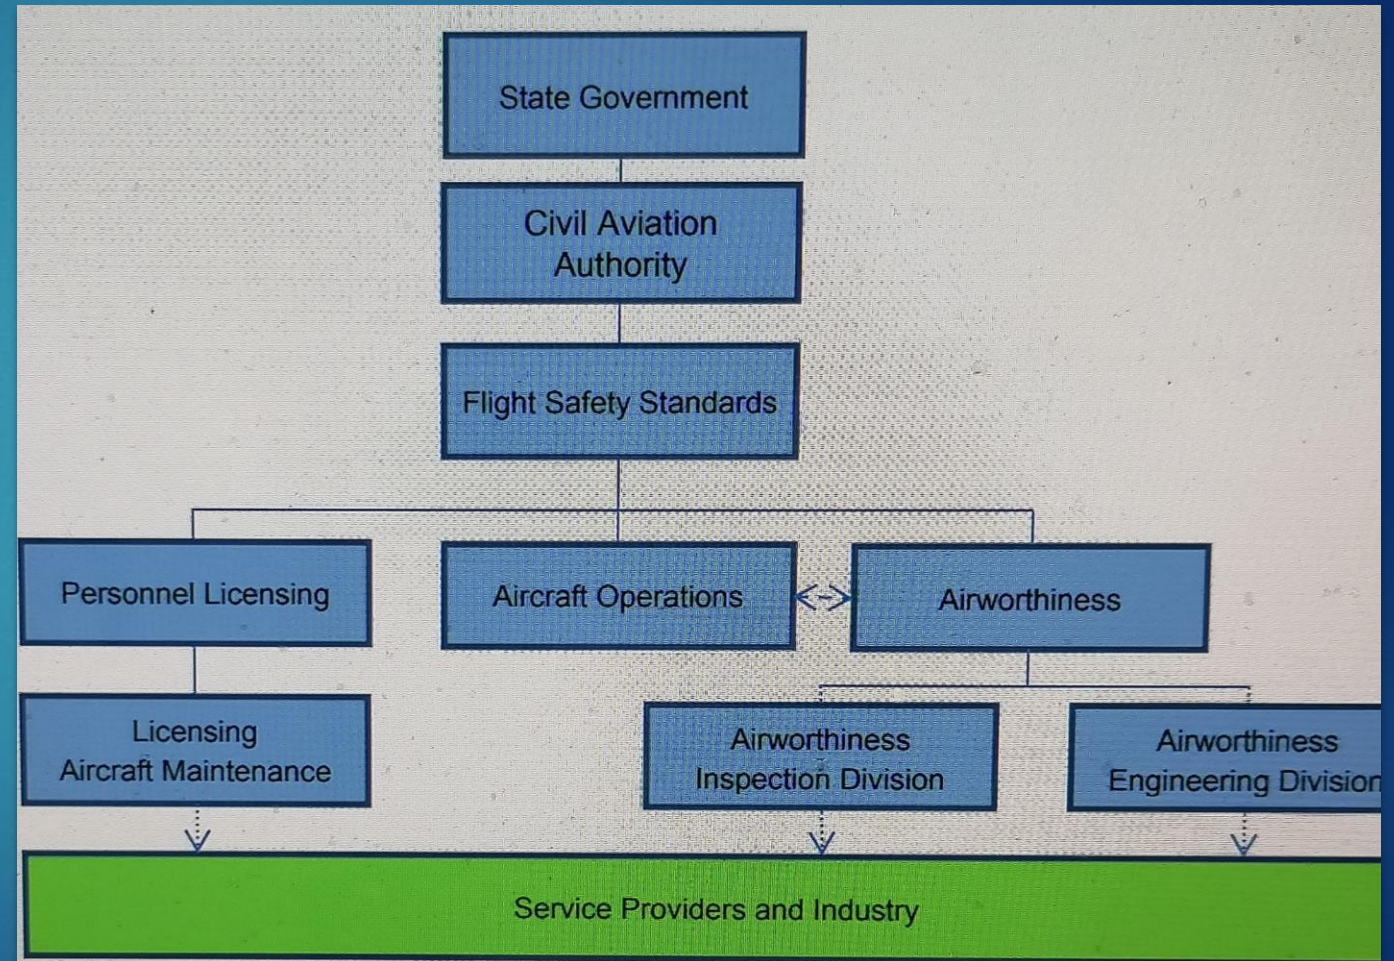 State Government
Civil Aviation
Authority
Flight Safety Standards
Personnel Licensing
Aircraft Operations
Airworthiness
Licensing
Aircraft Maintenance
Airworthiness
Inspection Division
Airworthiness
Engineering Division
Service Providers and Industry